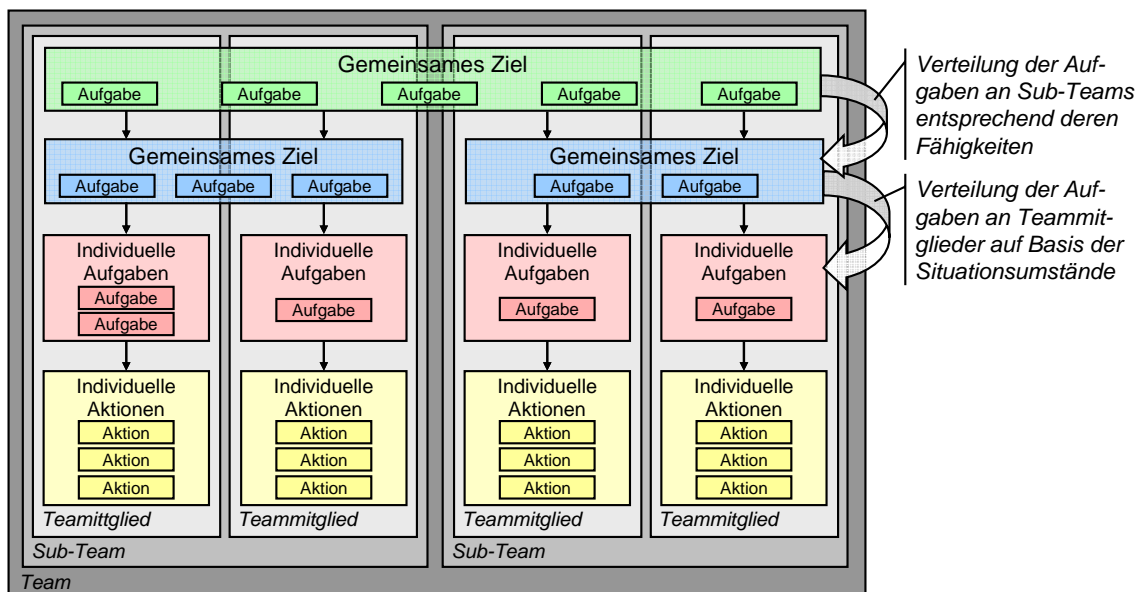 Gemeinsames Ziel
Aufgabe Aufgabe Aufgabe Aufgabe Aufgabe
Verteilung der Auf-
gaben an Sub-Teams
entsprechend deren
Fähigkeiten
Gemeinsames Ziel
Aufgabe Aufgabe Aufgabe
Gemeinsames Ziel
Aufgabe Aufgabe
Verteilung der Auf-
gaben an Teammit-
glieder auf Basis der
Situationsumstände
Individuelle
Aufgaben
Aufgabe
Aufgabe
Individuelle
Aufgaben
Aufgabe
Individuelle
Aufgaben
Aufgabe
Individuelle
Aufgaben
Aufgabe
Individuelle
Aktionen
Aktion
Aktion
Aktion
Teamittglied
Individuelle
Aktionen
Aktion
Aktion
Aktion
Teammitglied
Individuelle
Aktionen
Aktion
Aktion
Aktion
Teammitglied
Individuelle
Aktionen
Aktion
Aktion
Aktion
Teammitglied
Sub-Team
Sub-Team
Team